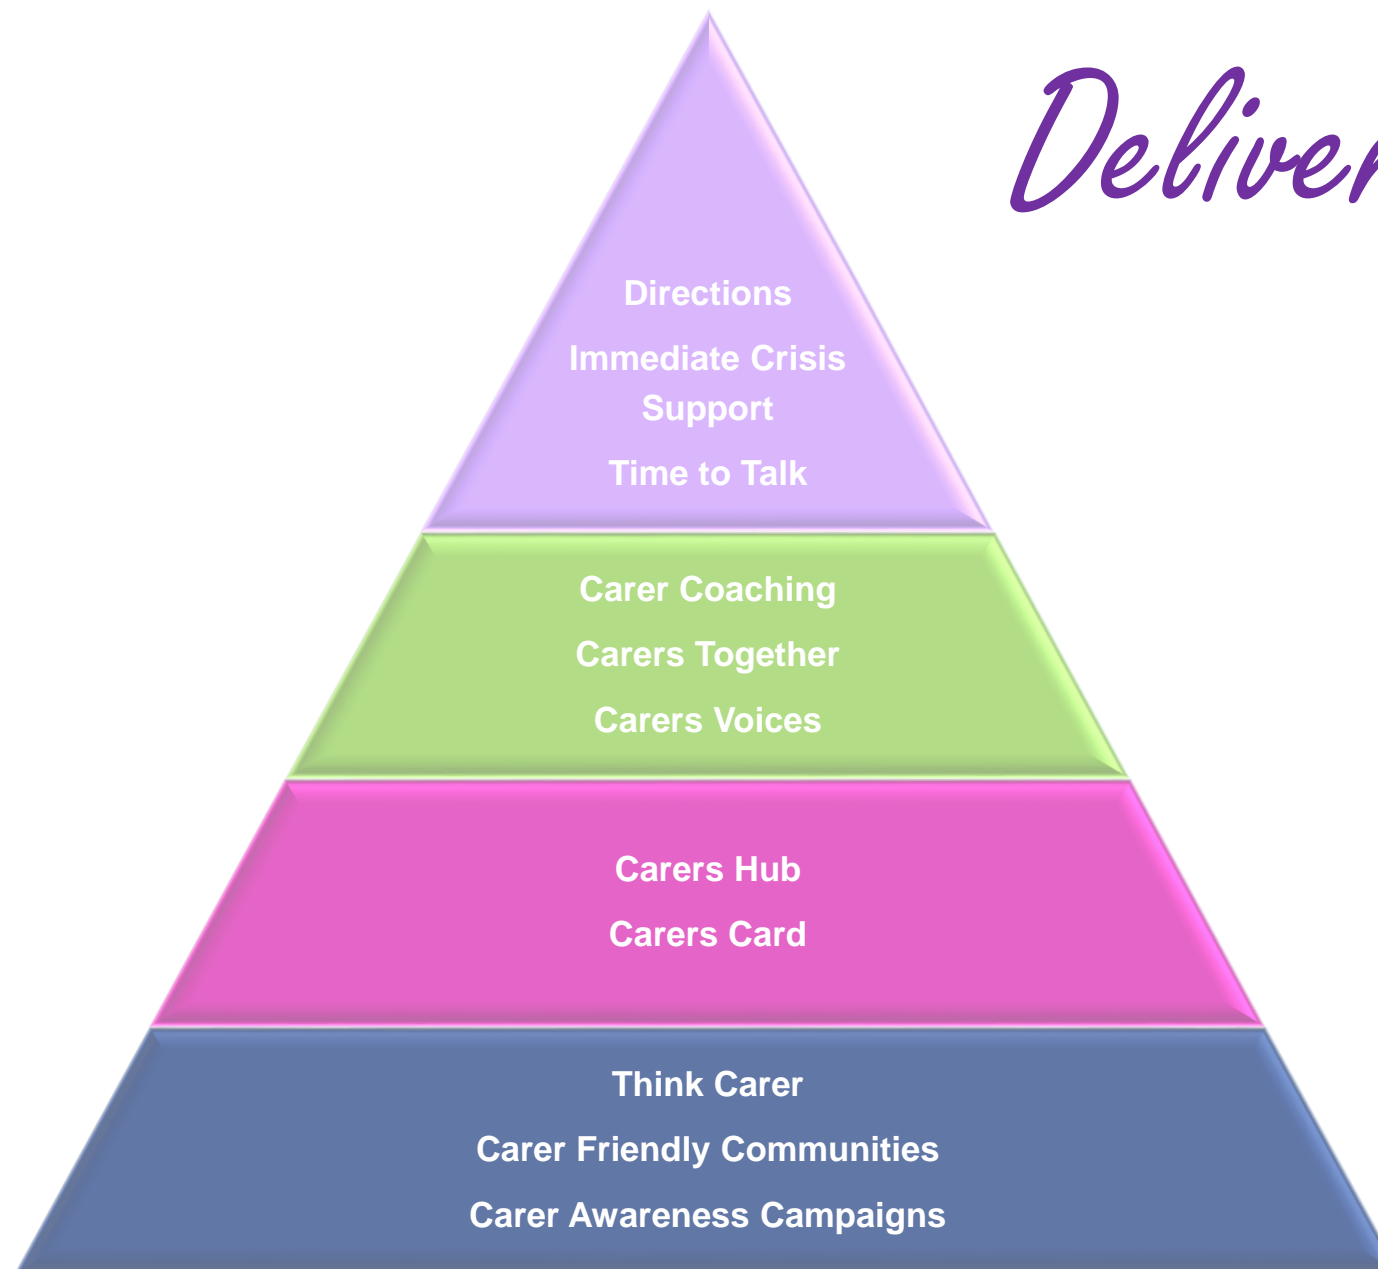 Directions
Immediate Crisis
Support
Time to Talk
Carer Coaching
Carers Together
Carers Voices
Carers Hub
Carers Card
Think Carer
Carer Friendly Communities
Carer Awareness Campaigns